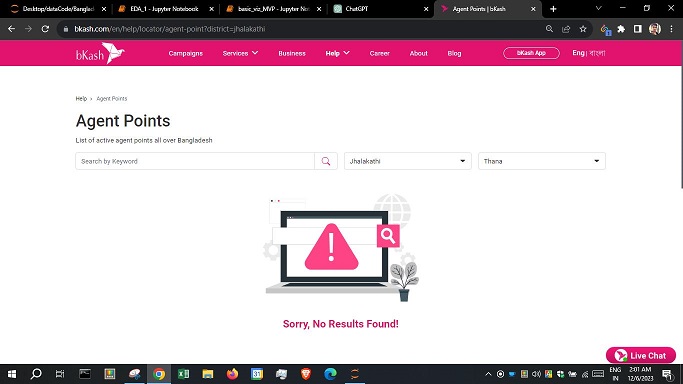 Desktop/dataCode/Banglad
EDA_1 - Jupyter Notebook
basic_viz_MVP - Jupyter Notebook
ChatGPT
Agent Points | bKash
bkash.com/en/help/locator/agent-point?district=jhalakathi
bKash
Campaigns
Services
Business
Help
Career
About
Blog
bKash App
Eng | বাংলা
Help > Agent Points
Agent Points
List of active agent points all over Bangladesh
Search by Keyword
Jhalakathi
Thana
Sorry, No Results Found!
Live Chat
ENG
IN
2:01 AM
12/6/2023